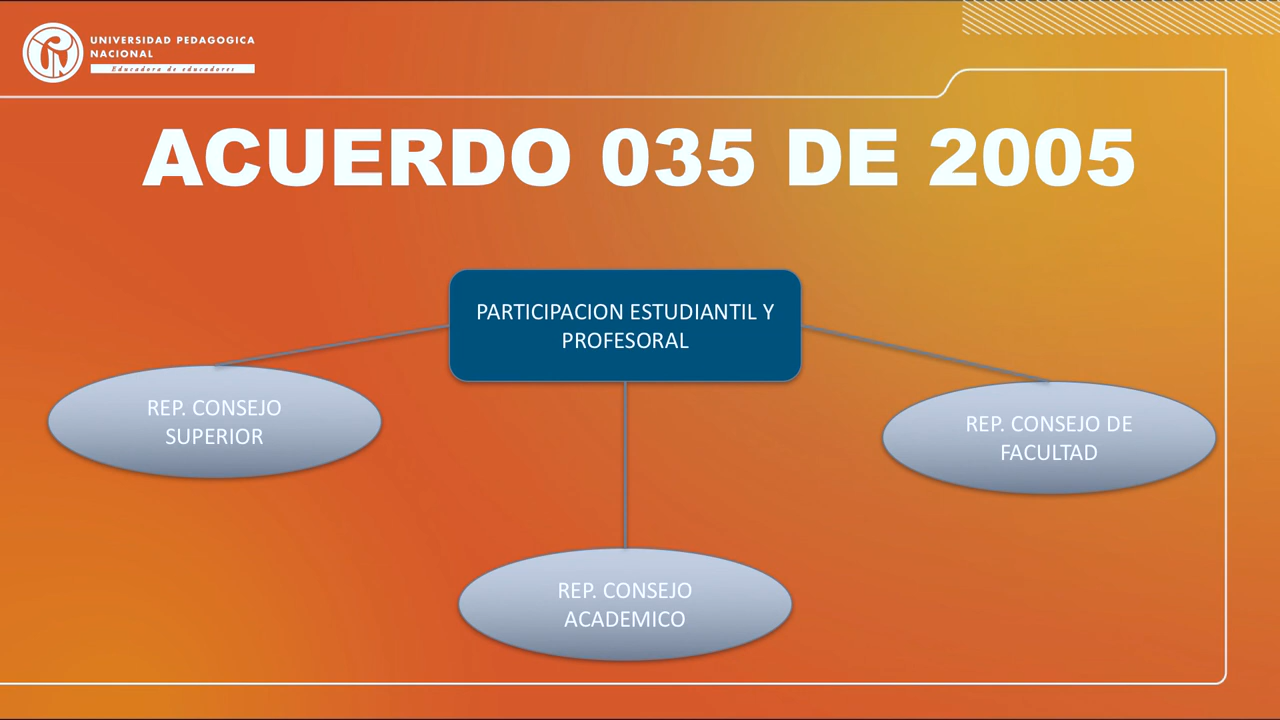 UNIVERSIDAD PEDAGOGICA
NACIONAL
Educadora de educadores
ACUERDO 035 DE 2005
PARTICIPACION ESTUDIANTIL Y
PROFESORAL
REP. CONSEJO
SUPERIOR
REP. CONSEJO DE
FACULTAD
REP. CONSEJO
ACADEMICO